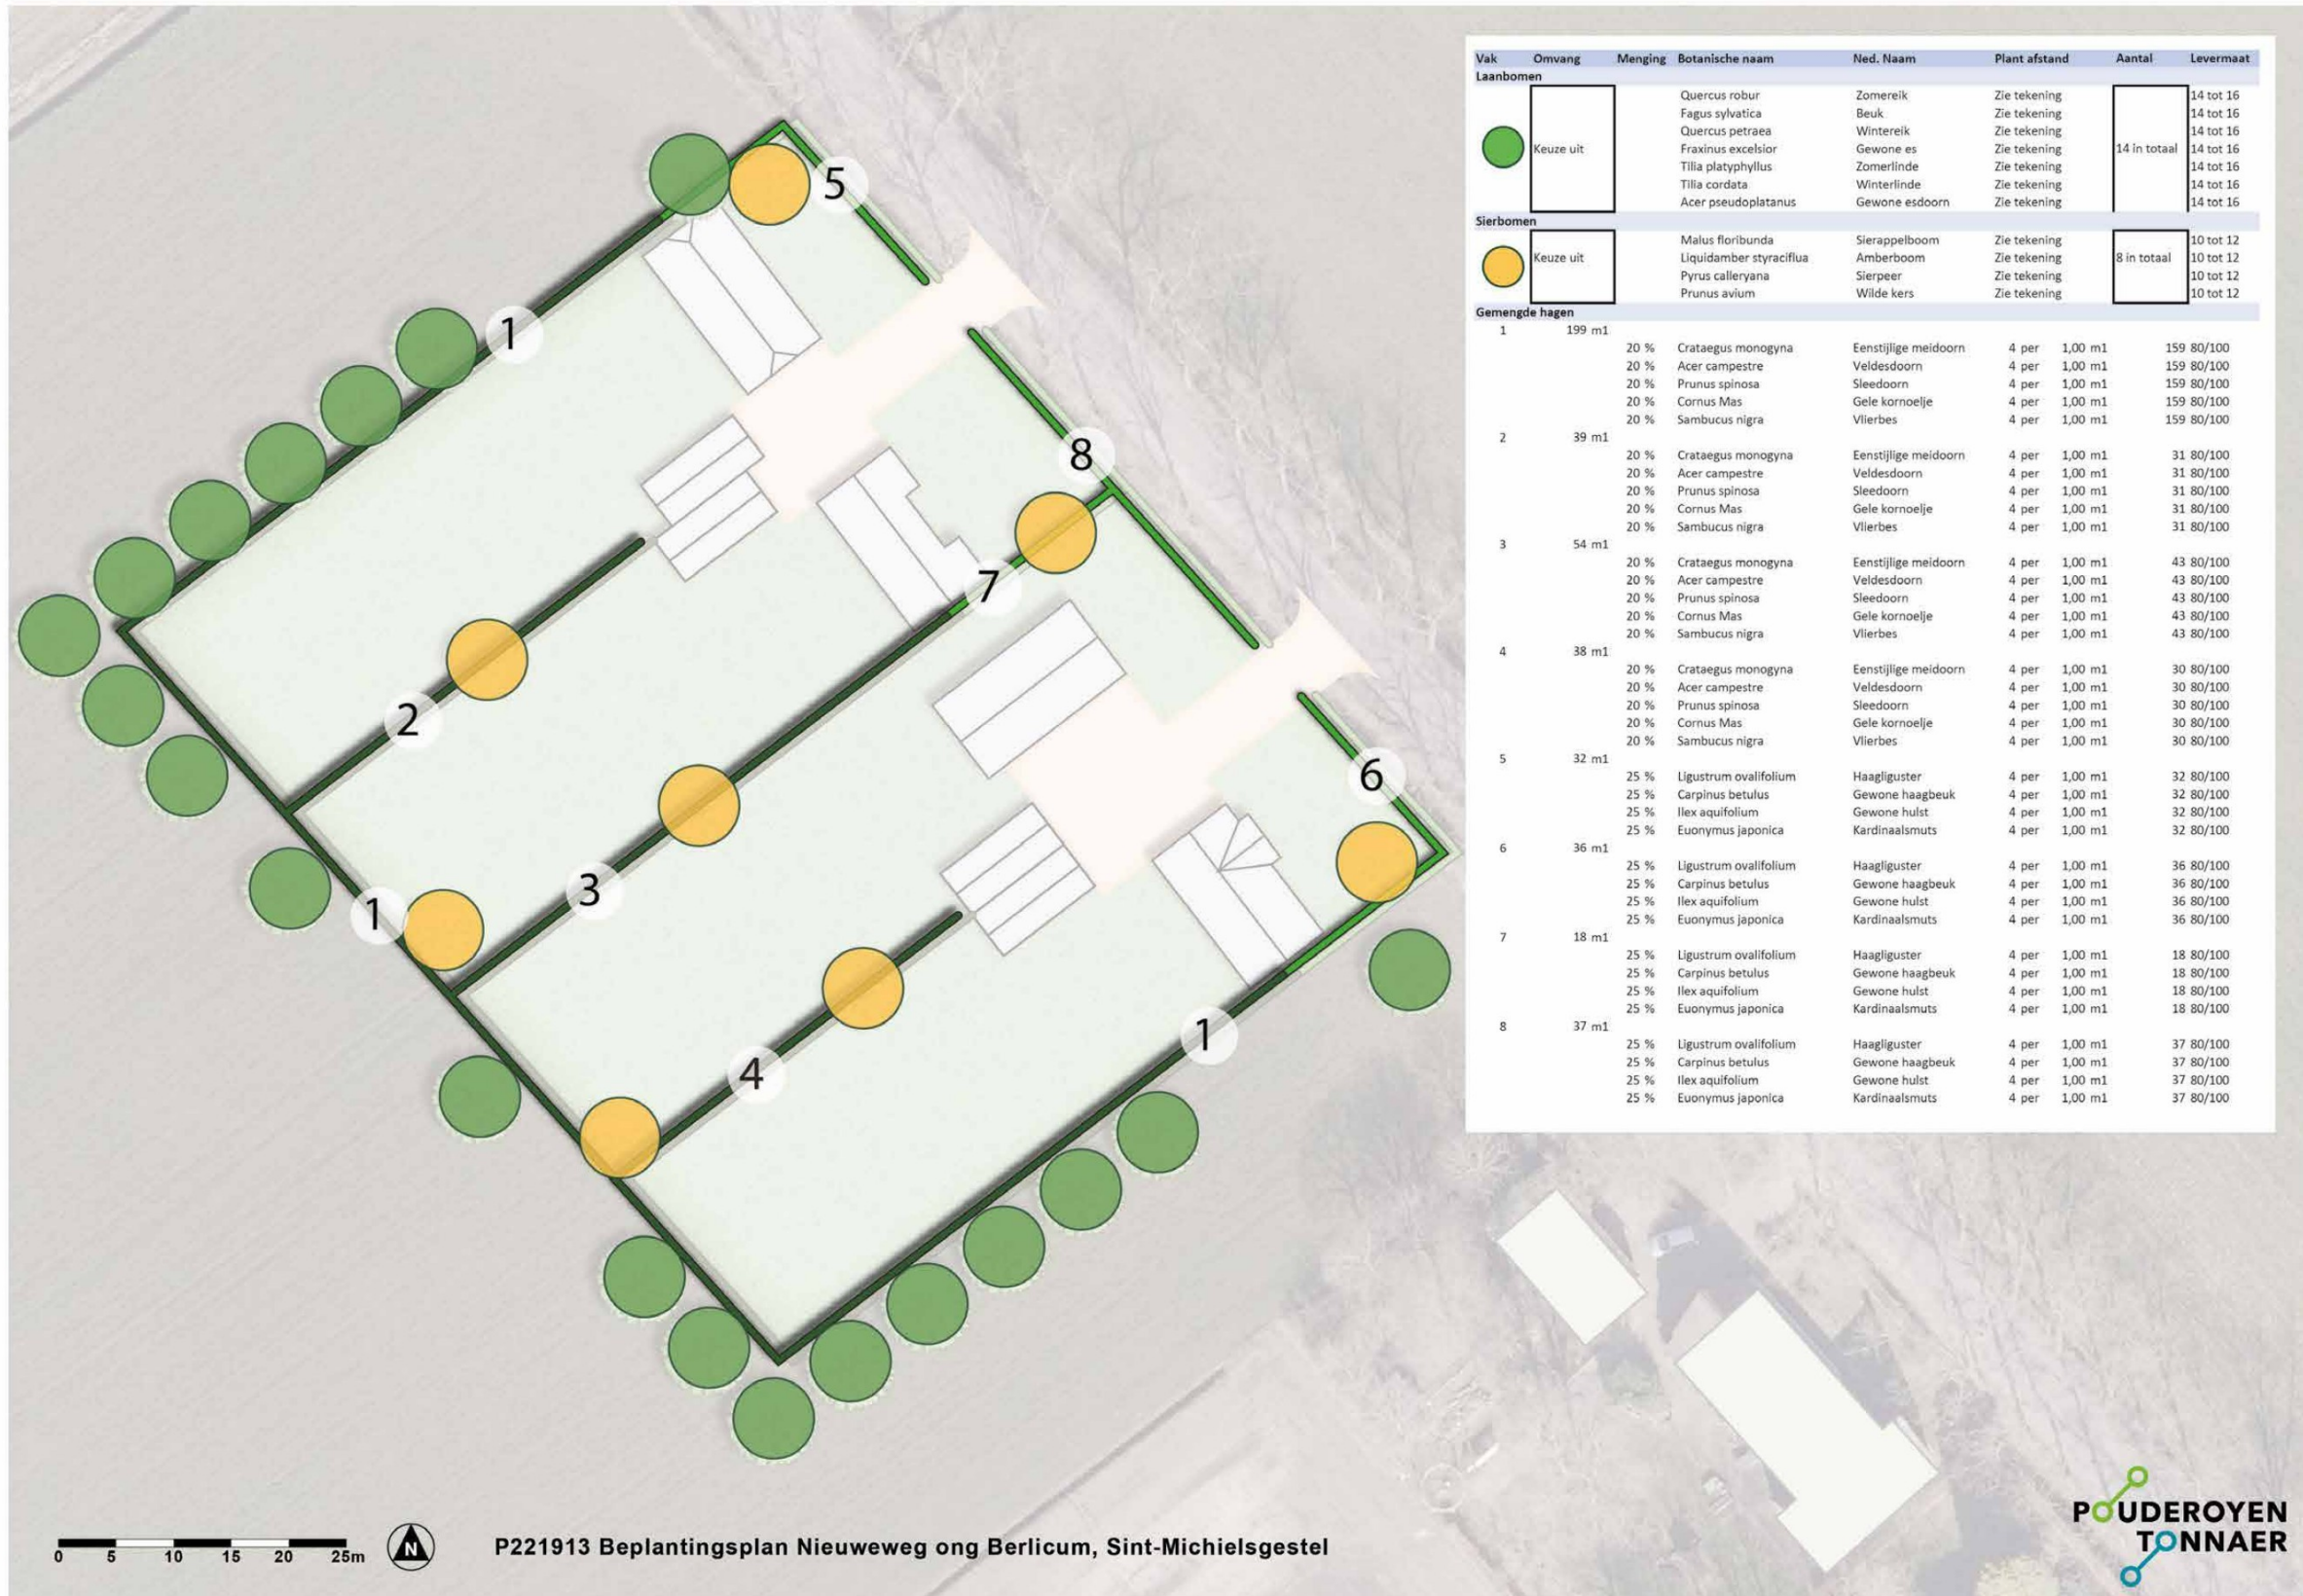 Vak Omvang Menging Botanische naam Ned. Naam Plant afstand Aantal Levermaat
Laanbomen
Quercus robur Zomereik Zie tekening 14 tot 16
Fagus sylvatica Beuk Zie tekening 14 tot 16
Quercus petraea Wintereik Zie tekening 14 tot 16
Keuze uit Fraxinus excelsior Gewone es Zie tekening 14 in totaal 14 tot 16
Tilia platyphyllus Zomerlinde Zie tekening 14 tot 16
Tilia cordata Winterlinde Zie tekening 14 tot 16
Acer pseudoplatanus Gewone esdoorn Zie tekening 14 tot 16
Sierbomen
Malus floribunda Sierappelboom Zie tekening 10 tot 12
Keuze uit Liquidamber styraciflua Amberboom Zie tekening 8 in totaal 10 tot 12
Pyrus calleryana Sierpeer Zie tekening 10 tot 12
Prunus avium Wilde kers Zie tekening 10 tot 12
Gemengde hagen
1 199 m1
20 % Crataegus monogyna Eenstijlige meidoorn 4 per 1,00 m1 159 80/100
20 % Acer campestre Veldesdoorn 4 per 1,00 m1 159 80/100
20 % Prunus spinosa Sleedoorn 4 per 1,00 m1 159 80/100
20 % Cornus Mas Gele kornoelje 4 per 1,00 m1 159 80/100
20 % Sambucus nigra Vlierbes 4 per 1,00 m1 159 80/100
2 39 m1
20 % Crataegus monogyna Eenstijlige meidoorn 4 per 1,00 m1 31 80/100
20 % Acer campestre Veldesdoorn 4 per 1,00 m1 31 80/100
20 % Prunus spinosa Sleedoorn 4 per 1,00 m1 31 80/100
20 % Cornus Mas Gele kornoelje 4 per 1,00 m1 31 80/100
20 % Sambucus nigra Vlierbes 4 per 1,00 m1 31 80/100
3 54 m1
20 % Crataegus monogyna Eenstijlige meidoorn 4 per 1,00 m1 43 80/100
20 % Acer campestre Veldesdoorn 4 per 1,00 m1 43 80/100
20 % Prunus spinosa Sleedoorn 4 per 1,00 m1 43 80/100
20 % Cornus Mas Gele kornoelje 4 per 1,00 m1 43 80/100
20 % Sambucus nigra Vlierbes 4 per 1,00 m1 43 80/100
4 38 m1
20 % Crataegus monogyna Eenstijlige meidoorn 4 per 1,00 m1 30 80/100
20 % Acer campestre Veldesdoorn 4 per 1,00 m1 30 80/100
20 % Prunus spinosa Sleedoorn 4 per 1,00 m1 30 80/100
20 % Cornus Mas Gele kornoelje 4 per 1,00 m1 30 80/100
20 % Sambucus nigra Vlierbes 4 per 1,00 m1 30 80/100
5 32 m1
25 % Ligustrum ovalifolium Haagliguster 4 per 1,00 m1 32 80/100
25 % Carpinus betulus Gewone haagbeuk 4 per 1,00 m1 32 80/100
25 % Ilex aquifolium Gewone hulst 4 per 1,00 m1 32 80/100
25 % Euonymus japonica Kardinaalsmuts 4 per 1,00 m1 32 80/100
6 36 m1
25 % Ligustrum ovalifolium Haagliguster 4 per 1,00 m1 36 80/100
25 % Carpinus betulus Gewone haagbeuk 4 per 1,00 m1 36 80/100
25 % Ilex aquifolium Gewone hulst 4 per 1,00 m1 36 80/100
25 % Euonymus japonica Kardinaalsmuts 4 per 1,00 m1 36 80/100
7 18 m1
25 % Ligustrum ovalifolium Haagliguster 4 per 1,00 m1 18 80/100
25 % Carpinus betulus Gewone haagbeuk 4 per 1,00 m1 18 80/100
25 % Ilex aquifolium Gewone hulst 4 per 1,00 m1 18 80/100
25 % Euonymus japonica Kardinaalsmuts 4 per 1,00 m1 18 80/100
8 37 m1
25 % Ligustrum ovalifolium Haagliguster 4 per 1,00 m1 37 80/100
25 % Carpinus betulus Gewone haagbeuk 4 per 1,00 m1 37 80/100
25 % Ilex aquifolium Gewone hulst 4 per 1,00 m1 37 80/100
25 % Euonymus japonica Kardinaalsmuts 4 per 1,00 m1 37 80/100
5
1
8
7
2
6
3
1
1
4
0 5 10 15 20 25m
N
P221913 Beplantingsplan Nieuweweg ong Berlicum, Sint-Michielsgestel
POUDEROYEN
TONNAER